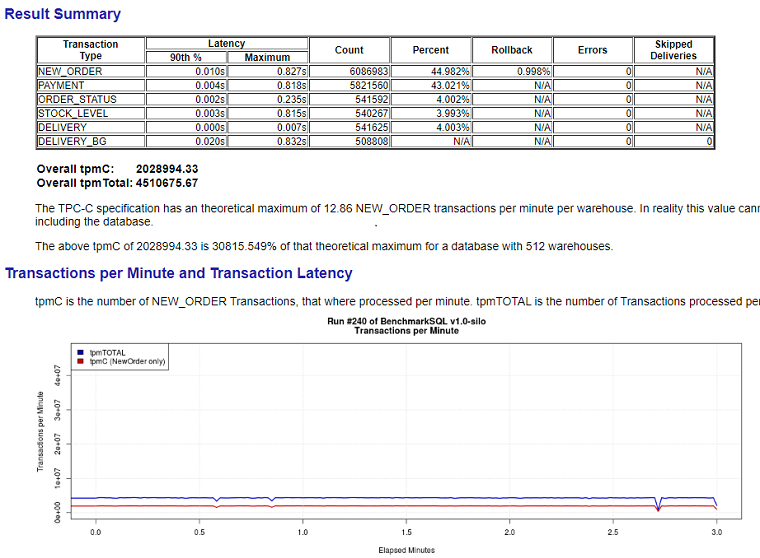 Result Summary
Transaction Type Latency Count Percent Rollback Errors Skipped Deliveries
90th % Maximum
NEW_ORDER 0.010s 0.827s 6086983 44.982% 0.998% 0 N/A
PAYMENT 0.004s 0.818s 5821560 43.021% N/A 0 N/A
ORDER_STATUS 0.002s 0.235s 541592 4.002% N/A 0 N/A
STOCK_LEVEL 0.003s 0.815s 540267 3.993% N/A 0 N/A
DELIVERY 0.000s 0.007s 541625 4.003% N/A 0 N/A
DELIVERY_BG 0.020s 0.832s 508808 N/A N/A 0 0
Overall tpmC: 2028994.33
Overall tpmTotal: 4510675.67
The TPC-C specification has an theoretical maximum of 12.86 NEW_ORDER transactions per minute per warehouse. In reality this value
including the database.
The above tpmC of 2028994.33 is 30815.549% of that theoretical maximum for a database with 512 warehouses.
Transactions per Minute and Transaction Latency
tpmC is the number of NEW_ORDER Transactions, that where processed per minute. tpmTOTAL is the number of Transactions processed
Run #240 of BenchmarkSQL v1.0-silo
Transactions per Minute
tpmTOTAL
tpmC (NewOrder only)
Transactions per Minute
4e+07
3e+07
2e+07
1e+07
0e+00
0.0 0.5 1.0 1.5 2.0 2.5 3.0
Elapsed Minutes